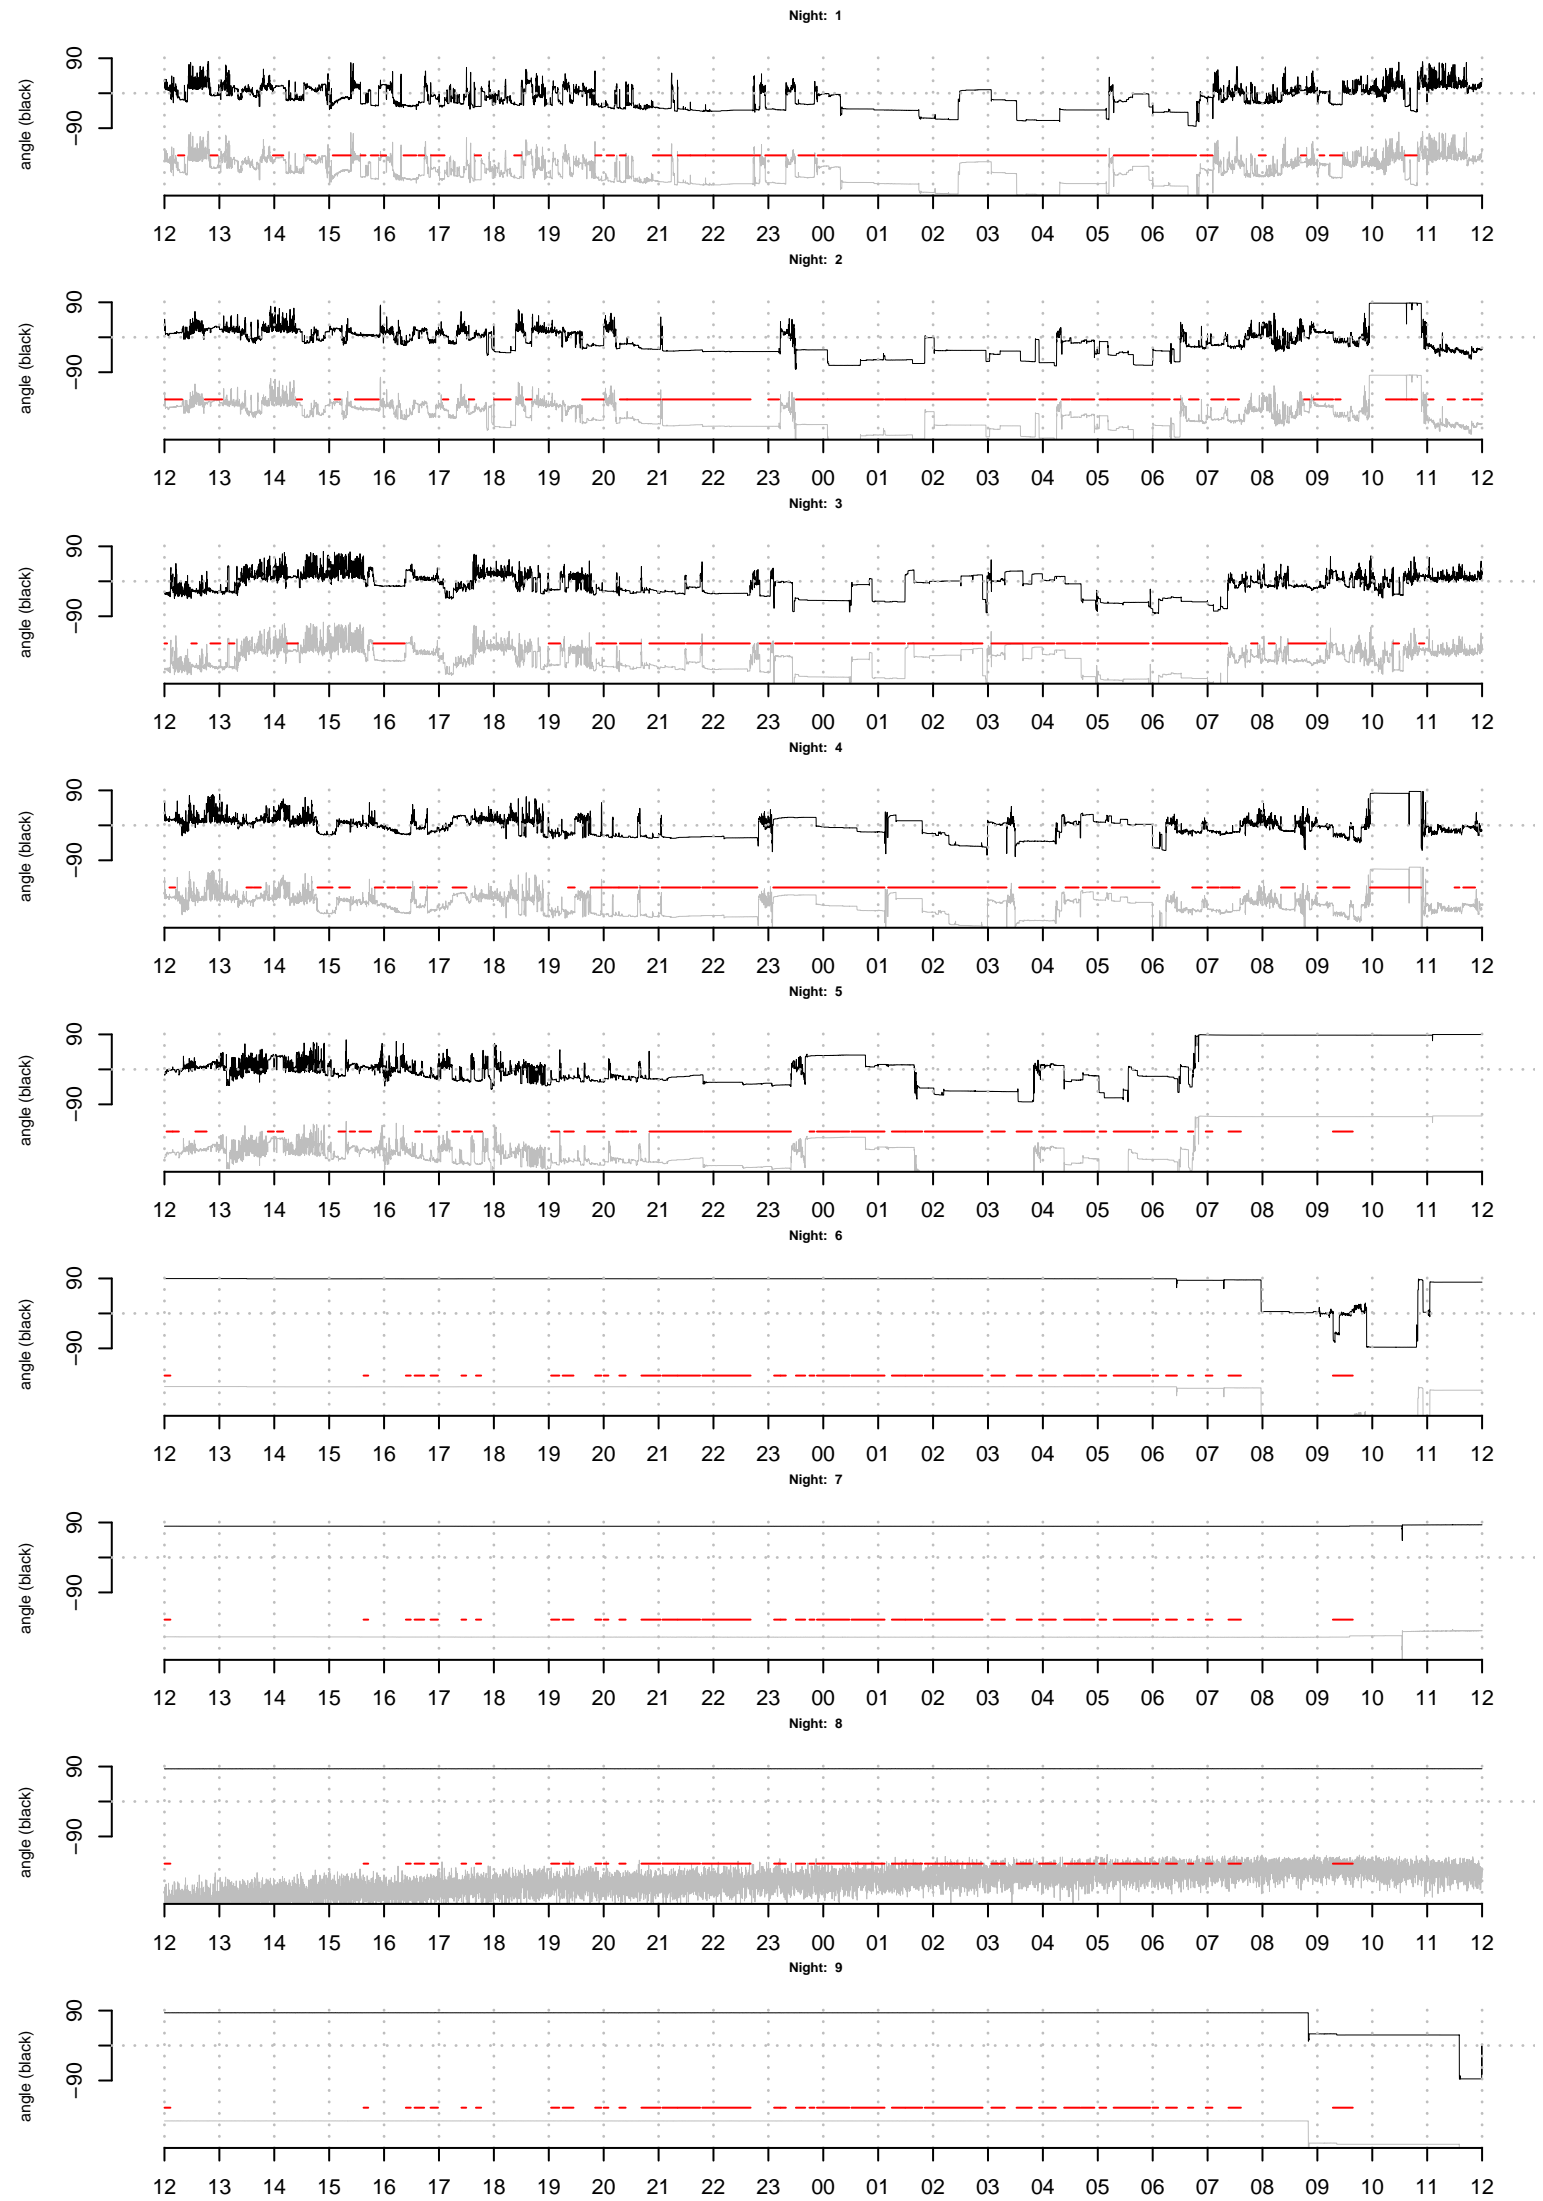 Night: 1
angle (black)
90
-90
12 13 14 15 16 17 18 19 20 21 22 23 00 01 02 03 04 05 06 07 08 09 10 11 12
Night: 2
angle (black)
90
-90
12 13 14 15 16 17 18 19 20 21 22 23 00 01 02 03 04 05 06 07 08 09 10 11 12
Night: 3
angle (black)
90
-90
12 13 14 15 16 17 18 19 20 21 22 23 00 01 02 03 04 05 06 07 08 09 10 11 12
Night: 4
angle (black)
90
-90
12 13 14 15 16 17 18 19 20 21 22 23 00 01 02 03 04 05 06 07 08 09 10 11 12
Night: 5
angle (black)
90
-90
12 13 14 15 16 17 18 19 20 21 22 23 00 01 02 03 04 05 06 07 08 09 10 11 12
Night: 6
angle (black)
90
-90
12 13 14 15 16 17 18 19 20 21 22 23 00 01 02 03 04 05 06 07 08 09 10 11 12
Night: 7
angle (black)
90
-90
12 13 14 15 16 17 18 19 20 21 22 23 00 01 02 03 04 05 06 07 08 09 10 11 12
Night: 8
angle (black)
90
-90
12 13 14 15 16 17 18 19 20 21 22 23 00 01 02 03 04 05 06 07 08 09 10 11 12
Night: 9
angle (black)
90
-90
12 13 14 15 16 17 18 19 20 21 22 23 00 01 02 03 04 05 06 07 08 09 10 11 12